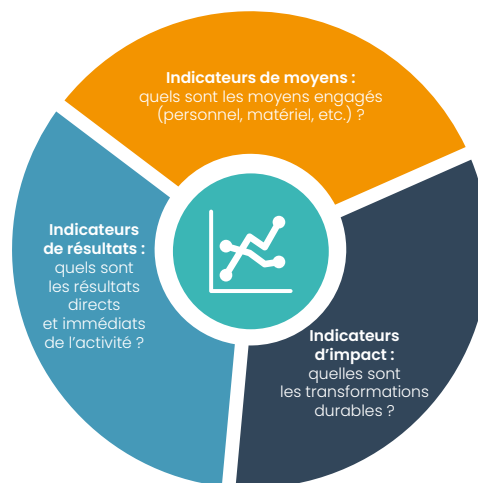 Indicateurs de moyens :
quels sont les moyens engagés
(personnel, matériel, etc.) ?
Indicateurs
de résultats :
quels sont
les résultats
directs
et immédiats
de l’activité ?
Indicateurs
d’impact :
quelles sont
les transformations
durables ?